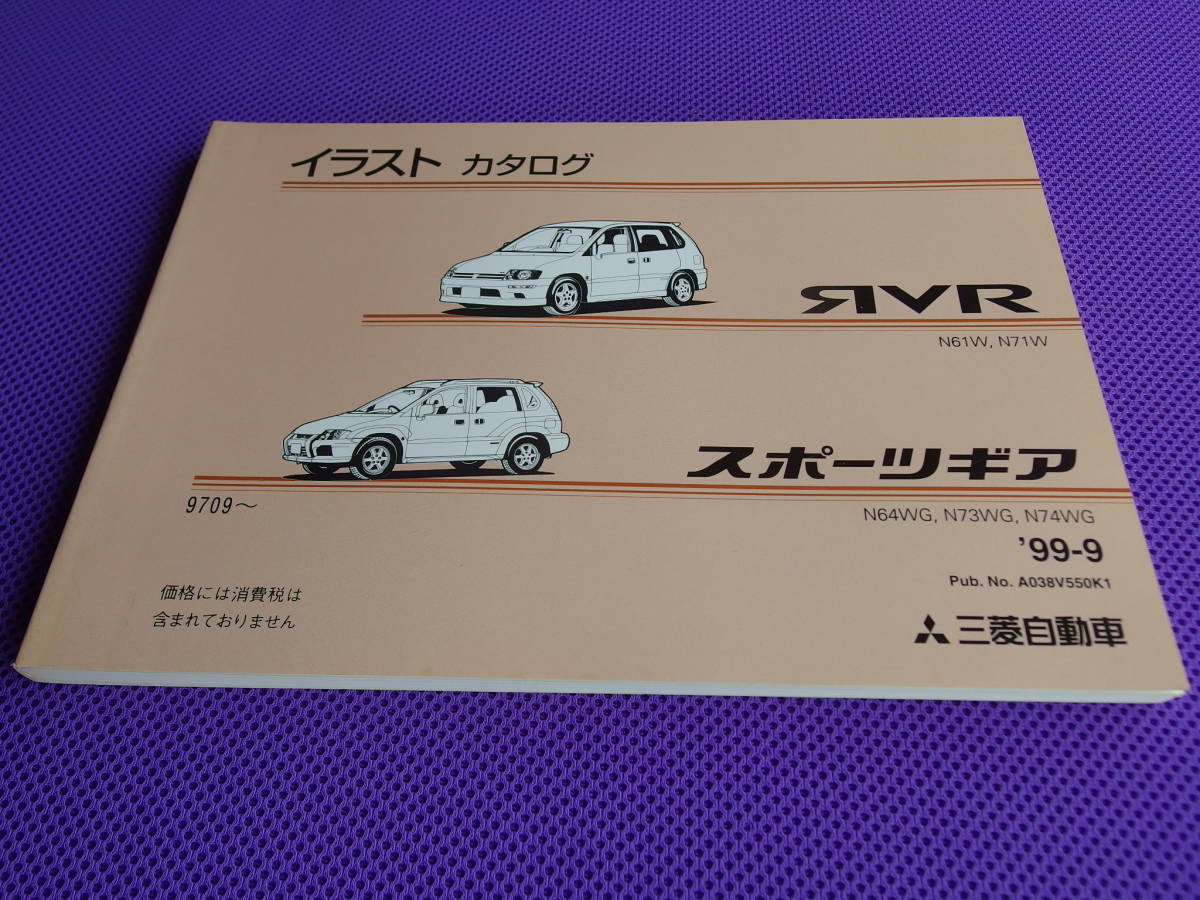 イラスト カタログ
RVR
N61W, N71W
スポーツギア
9709～
N64WG, N73WG, N74WG
'99-9
Pub. No. A038V550K1
価格には消費税は
含まれておりません
三菱自動車